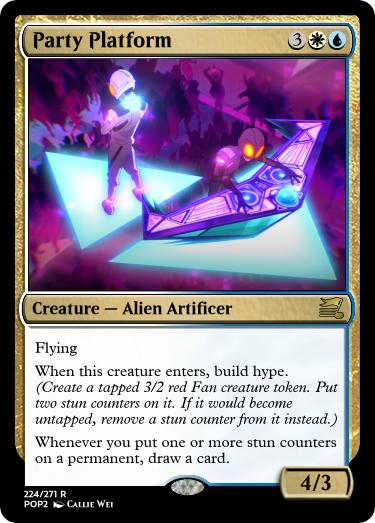 Party Platform 3
Creature — Alien Artificer
Flying
When this creature enters, build hype.
(Create a tapped 3/2 red Fan creature token. Put
two stun counters on it. If it would become
untapped, remove a stun counter from it instead.)
Whenever you put one or more stun counters
on a permanent, draw a card.
4/3
224/271 R
POP2 Callie Wei